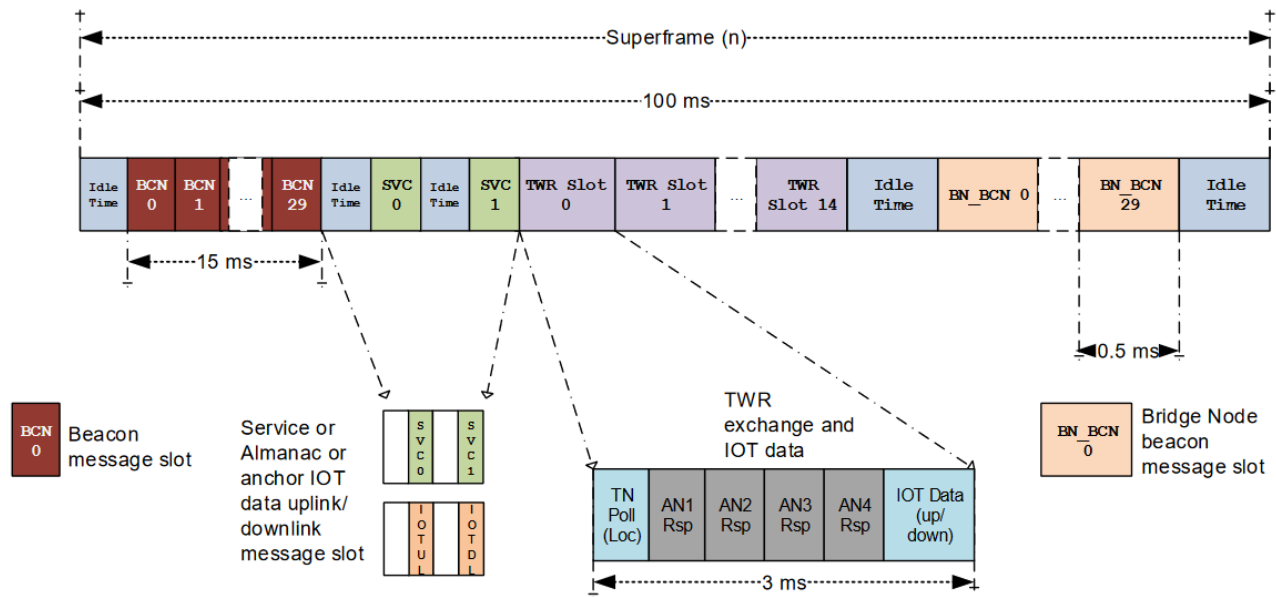 Superframe (n)
100 ms
Idle Time
BCN 0
BCN 1
...
BCN 29
Idle Time
SVC 0
Idle Time
SVC 1
TWR Slot 0
TWR Slot 1
...
TWR Slot 14
Idle Time
BN_BCN 0
...
BN_BCN 29
Idle Time
15 ms
0.5 ms
BCN 0
Beacon
message slot
Service or
Almanac or
anchor IOT
data uplink/
downlink
message slot
SVC0
SVC1
IOTUL
IOTDL
TWR
exchange and
IOT data
TN
Poll
(Loc)
AN1
Rsp
AN2
Rsp
AN3
Rsp
AN4
Rsp
IOT Data
(up/
down)
3 ms
BN_BCN
0
Bridge Node
beacon
message slot